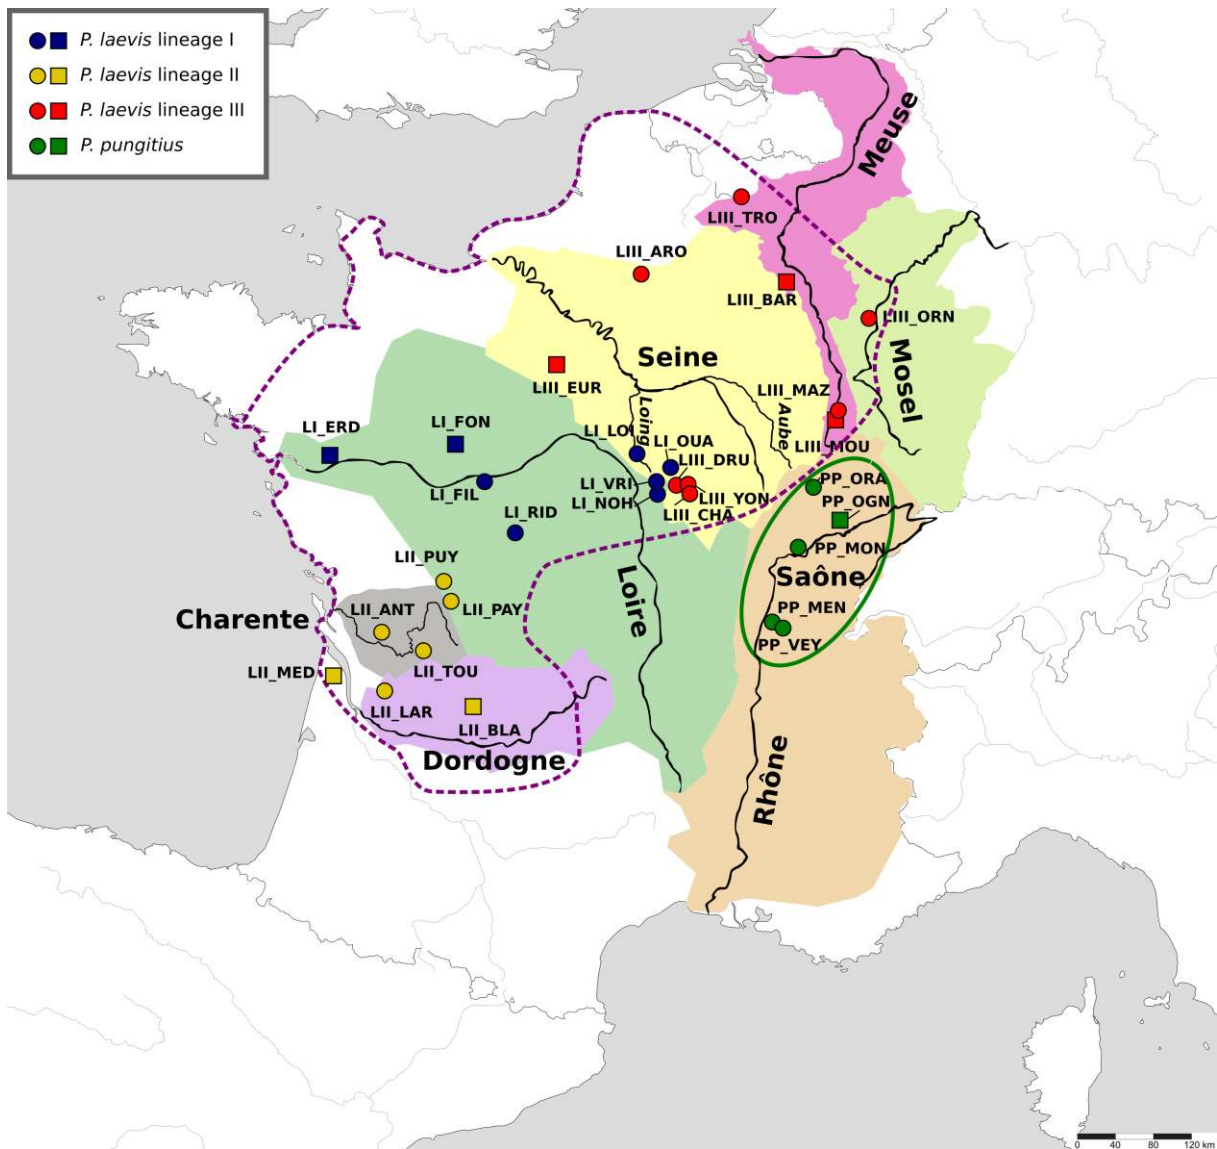 P. laevis lineage I
P. laevis lineage II
P. laevis lineage III
P. pungitius
Meuse
LIII_TRO
LIII_ARO
LIII_BAR
LIII_ORN
Mosel
Seine
LIII_EUR
LIII_MAZ
Loing
Aube
LI_ERD
LI_FON
LI_LOI
LI_OUA
LIII_MOU
LIII_DRU
LI_FIL
LI_VRI
LIII_YON
LI_NOH
LIII_CHA
PP_ORA
PP_OGN
LI_RID
PP_MON
LII_PUY
Saône
Loire
LII_PAY
LII_ANT
PP_MEN
Charente
PP_VEY
LII_MED
LII_TOU
LII_LAR
LII_BLA
Dordogne
Rhône
0 40 80 120 km